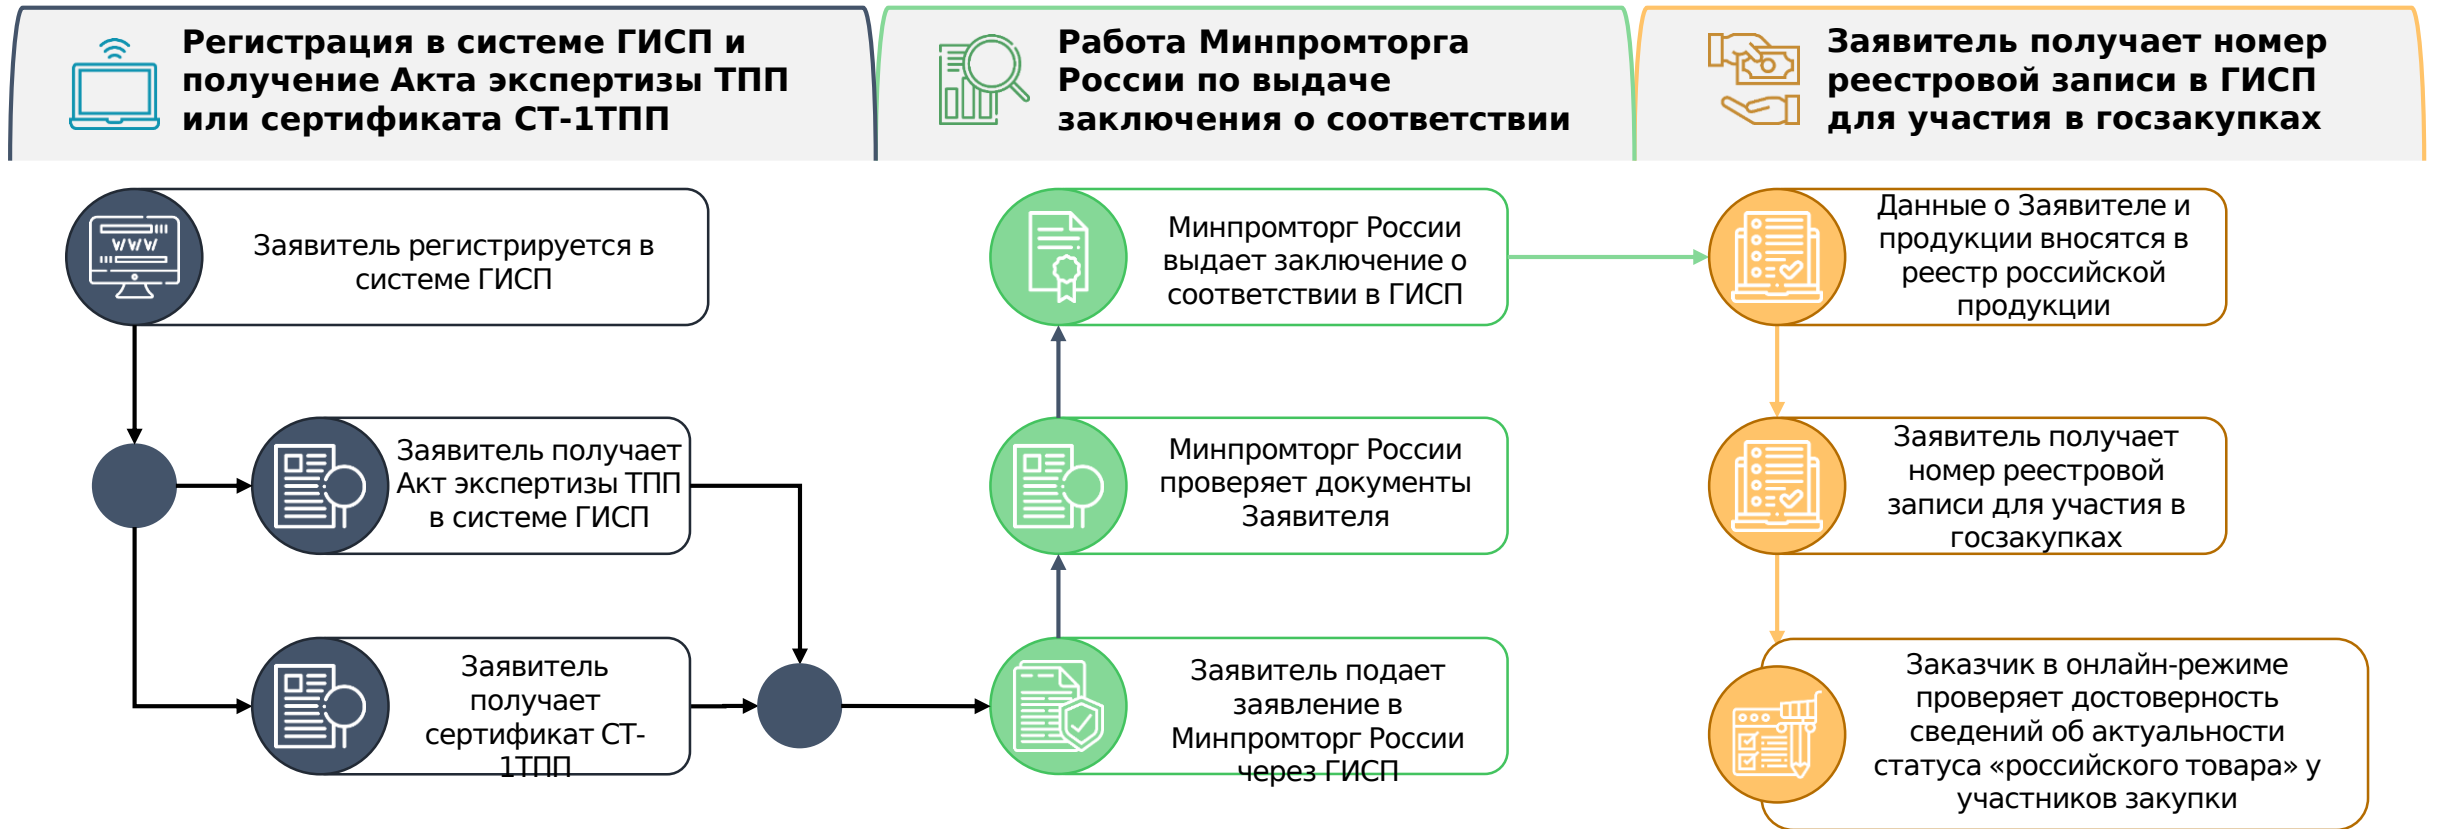 Регистрация в системе ГИСП и
получение Акта экспертизы ТПП
или сертификата СТ-1ТПП
Работа Минпромторга
России по выдаче
заключения о соответствии
Заявитель получает номер
реестровой записи в ГИСП
для участия в госзакупках
WWW
Заявитель регистрируется в
системе ГИСП
Заявитель получает
Акт экспертизы ТПП
в системе ГИСП
Заявитель
получает
сертификат СТ-
1ТПП
Минпромторг России
выдает заключение о
соответствии в ГИСП
Минпромторг России
проверяет документы
Заявителя
Заявитель подает
заявление в
Минпромторг России
через ГИСП
Данные о Заявителе и
продукции вносятся в
реестр российской
продукции
Заявитель получает
номер реестровой
записи для участия в
госзакупках
Заказчик в онлайн-режиме
проверяет достоверность
сведений об актуальности
статуса «российского товара» у
участников закупки